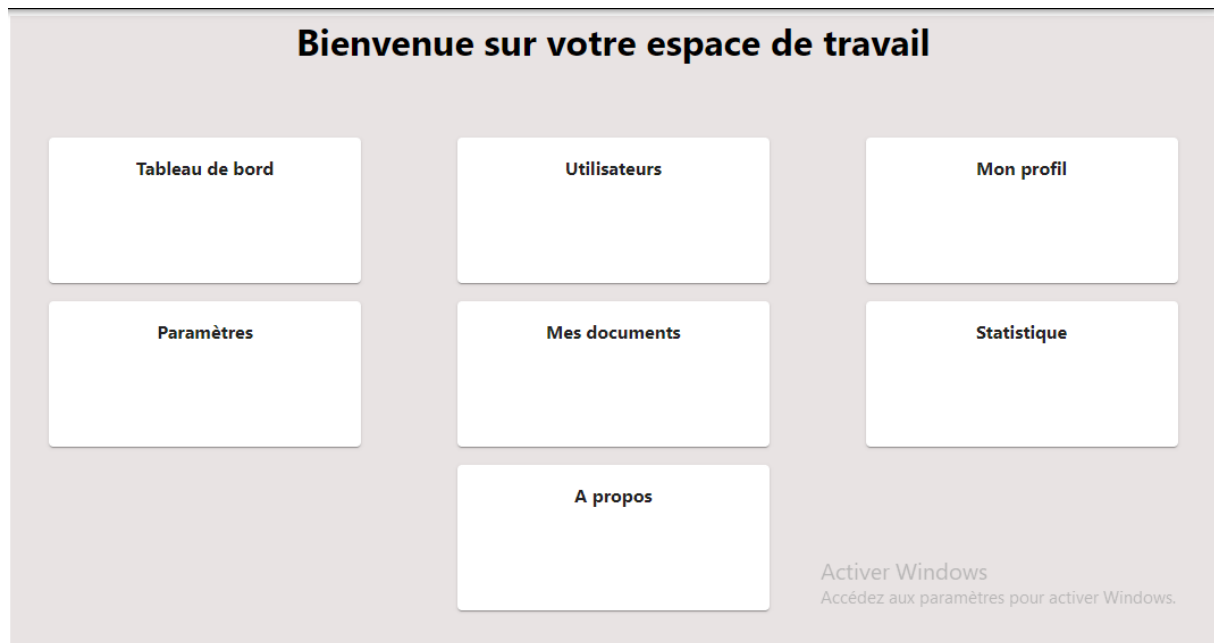 Bienvenue sur votre espace de travail
Tableau de bord
Utilisateurs
Mon profil
Paramètres
Mes documents
Statistique
A propos
Activer Windows
Accédez aux paramètres pour activer Windows.